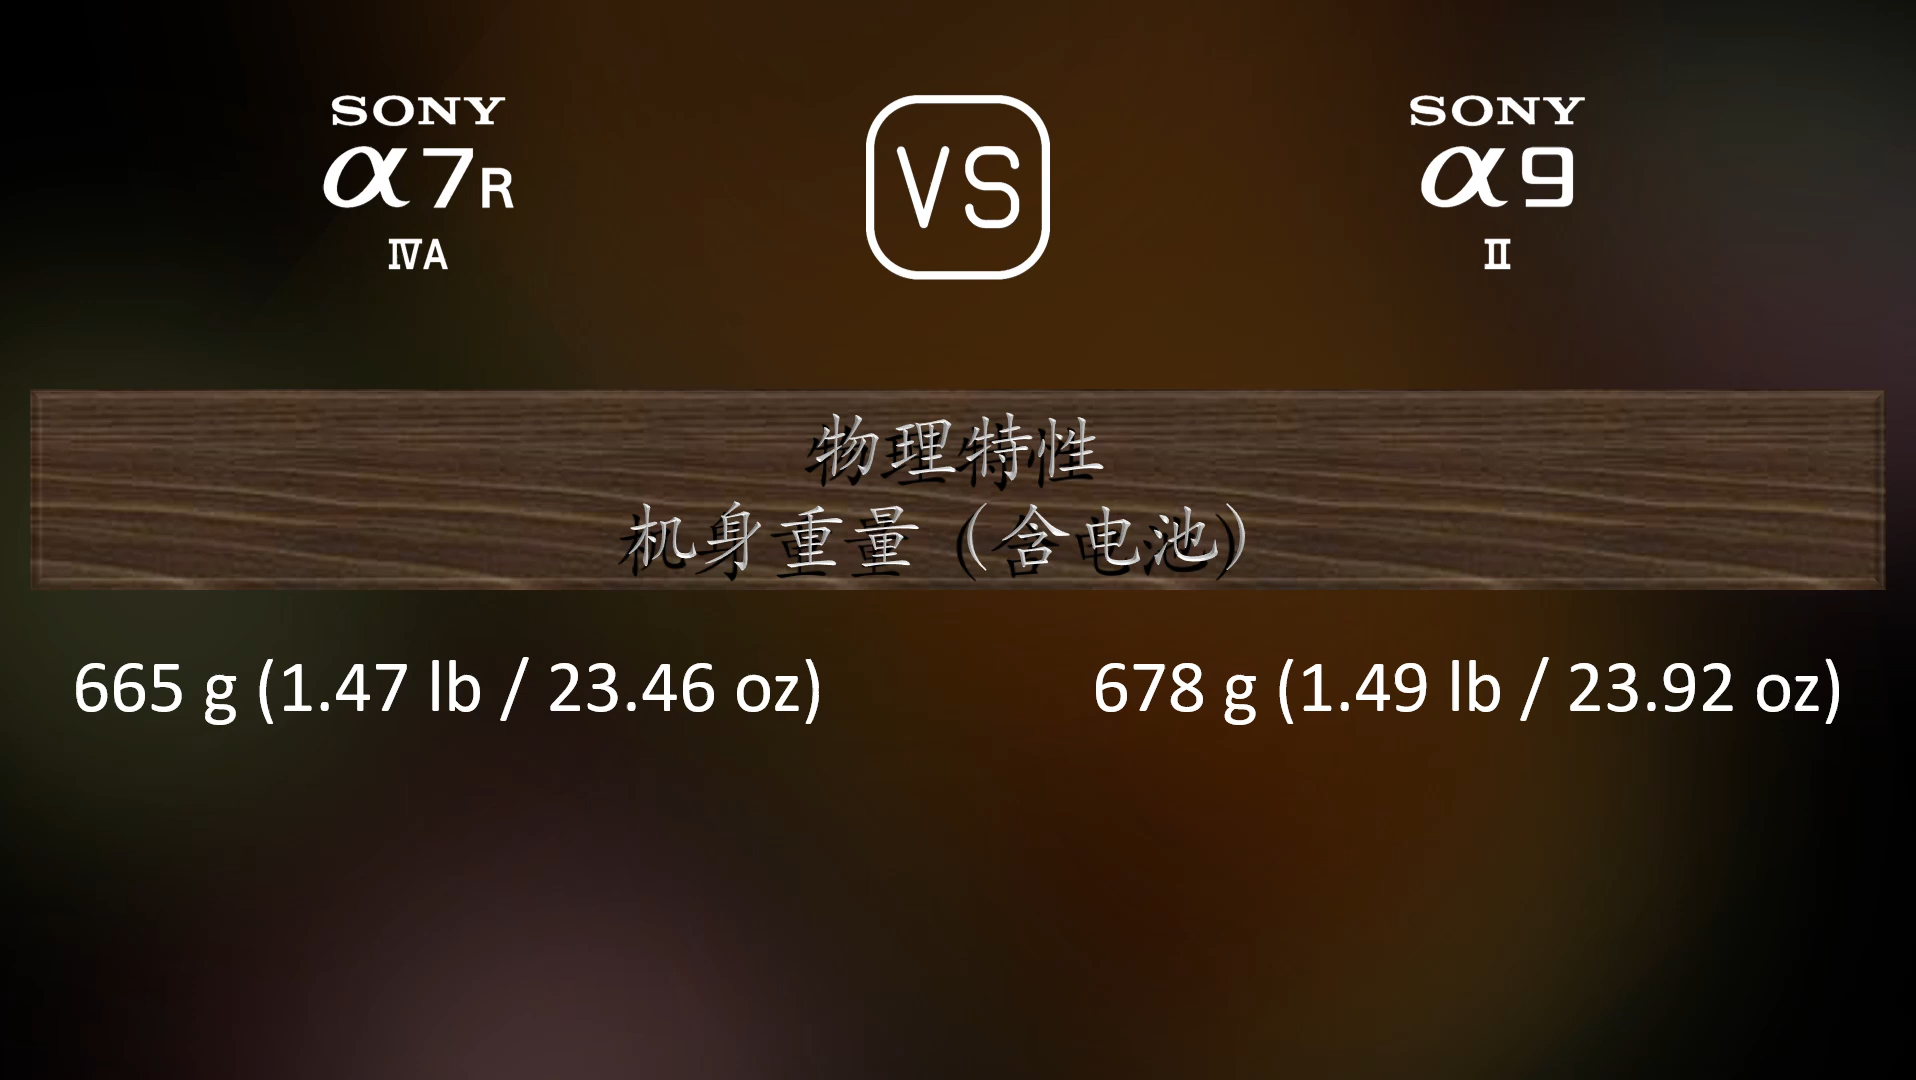 SONY
α7R
IVA
VS
SONY
α9
II
物理特性
机身重量（含电池）
665 g (1.47 lb / 23.46 oz)
678 g (1.49 lb / 23.92 oz)